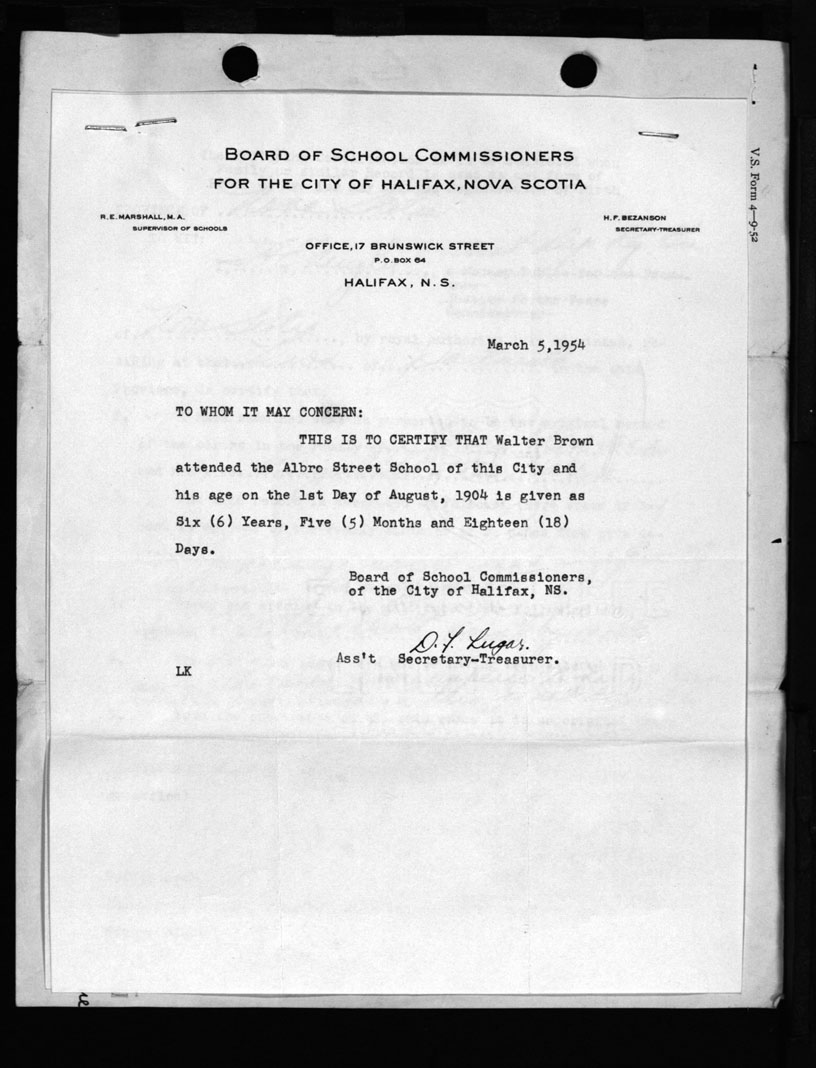 BOARD OF SCHOOL COMMISSIONERS
FOR THE CITY OF HALIFAX, NOVA SCOTIA
R. E. MARSHALL, M. A.
SUPERVISOR OF SCHOOLS
H. F. BEZANSON
SECRETARY-TREASURER
OFFICE, 17 BRUNSWICK STREET
P. O. BOX 64
HALIFAX, N. S.
V.S. Form 4—9-52
March 5,1954
TO WHOM IT MAY CONCERN:
THIS IS TO CERTIFY THAT Walter Brown
attended the Albro Street School of this City and
his age on the 1st Day of August, 1904 is given as
Six (6) Years, Five (5) Months and Eighteen (18)
Days.
Board of School Commissioners,
of the City of Halifax, NS.
Ass't Secretary-Treasurer.
LK